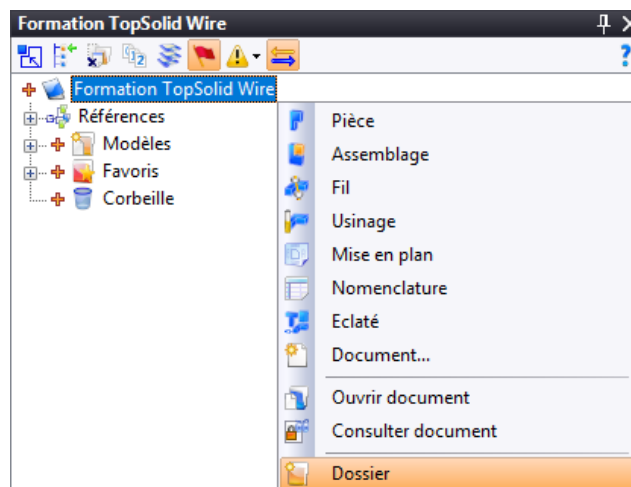 Formation TopSolid Wire
Formation TopSolid Wire
Références
Modèles
Favoris
Corbeille
Pièce
Assemblage
Fil
Usinage
Mise en plan
Nomenclature
Eclaté
Document...
Ouvrir document
Consulter document
Dossier